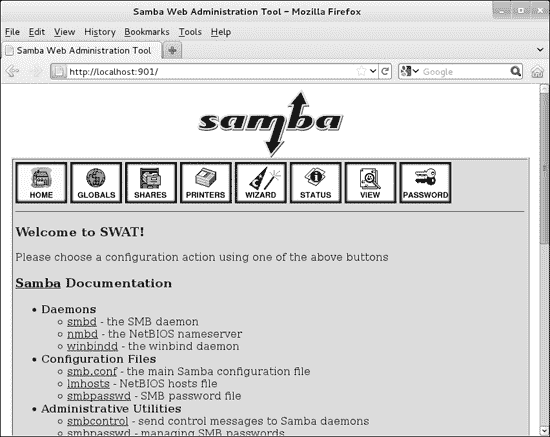 Samba Web Administration Tool – Mozilla Firefox
File Edit View History Bookmarks Tools Help
Samba Web Administration Tool
http://localhost:901/
Google
samba
HOME GLOBALS SHARES PRINTERS WIZARD STATUS VIEW PASSWORD
Welcome to SWAT!
Please choose a configuration action using one of the above buttons
Samba Documentation
• Daemons
◦ smbd - the SMB daemon
◦ nmbd - the NetBIOS nameserver
◦ winbindd - the winbind daemon
• Configuration Files
◦ smb.conf - the main Samba configuration file
◦ lmhosts - NetBIOS hosts file
◦ smbpasswd - SMB password file
• Administrative Utilities
◦ smbcontrol - send control messages to Samba daemons
◦ smbpasswd - managing SMB passwords